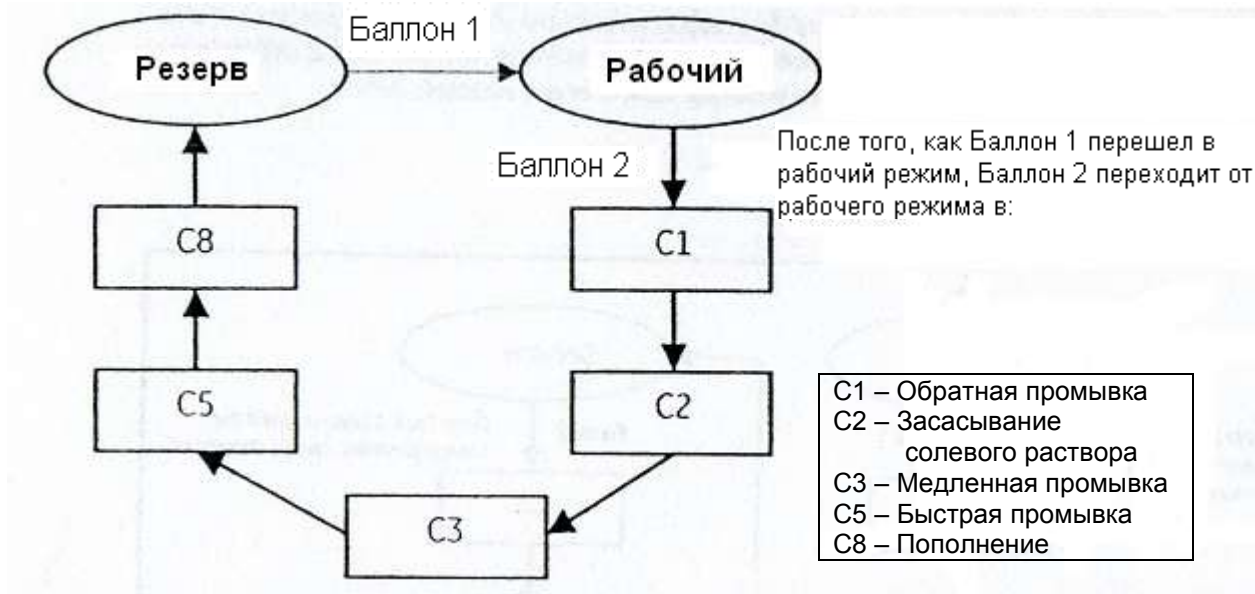 Баллон 1
Резерв
Рабочий
Баллон 2
После того, как Баллон 1 перешел в
рабочий режим, Баллон 2 переходит от
рабочего режима в:
C8
C1
C5
C2
C3
C1 – Обратная промывка
C2 – Засасывание
солевого раствора
C3 – Медленная промывка
C5 – Быстрая промывка
C8 – Пополнение